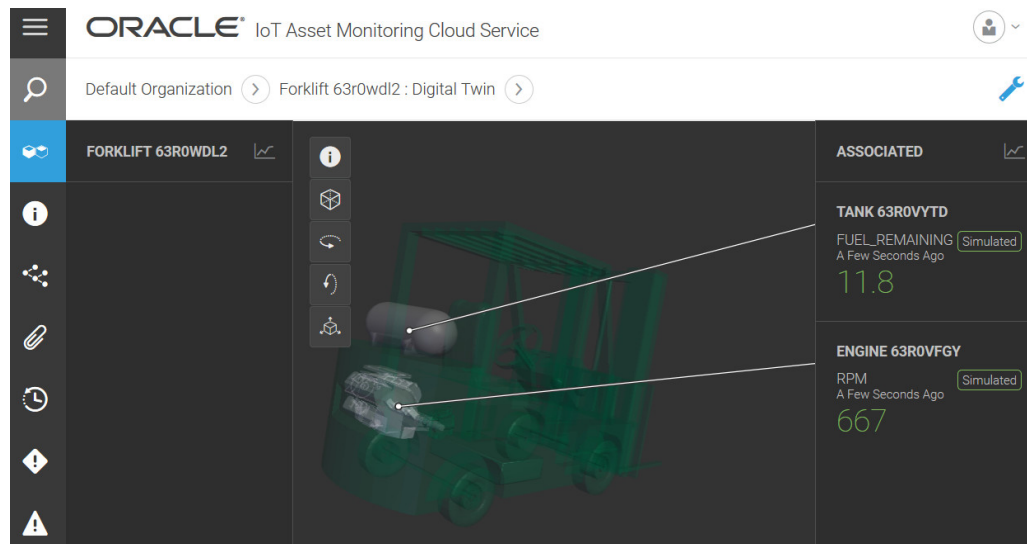 ORACLE® IoT Asset Monitoring Cloud Service
Default Organization Forklift 63r0wdl2 : Digital Twin
FORKLIFT 63R0WDL2
ASSOCIATED
TANK 63R0VYTD
FUEL_REMAINING Simulated
A Few Seconds Ago
11.8
ENGINE 63R0VFGY
RPM Simulated
A Few Seconds Ago
667